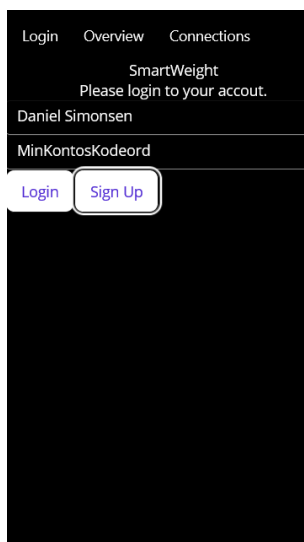 Login Overview Connections
SmartWeight
Please login to your accout.
Daniel Simonsen
MinKontosKodeord
Login Sign Up